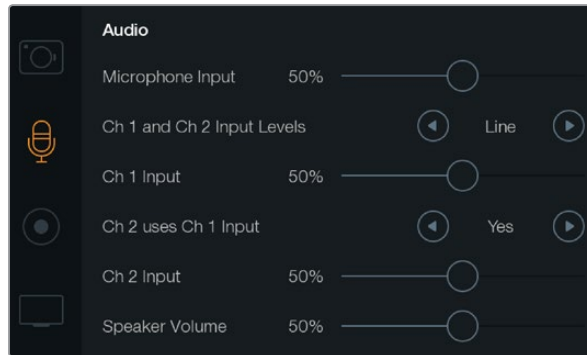 Audio
Microphone Input 50%
Ch 1 and Ch 2 Input Levels Line
Ch 1 Input 50%
Ch 2 uses Ch 1 Input Yes
Ch 2 Input 50%
Speaker Volume 50%